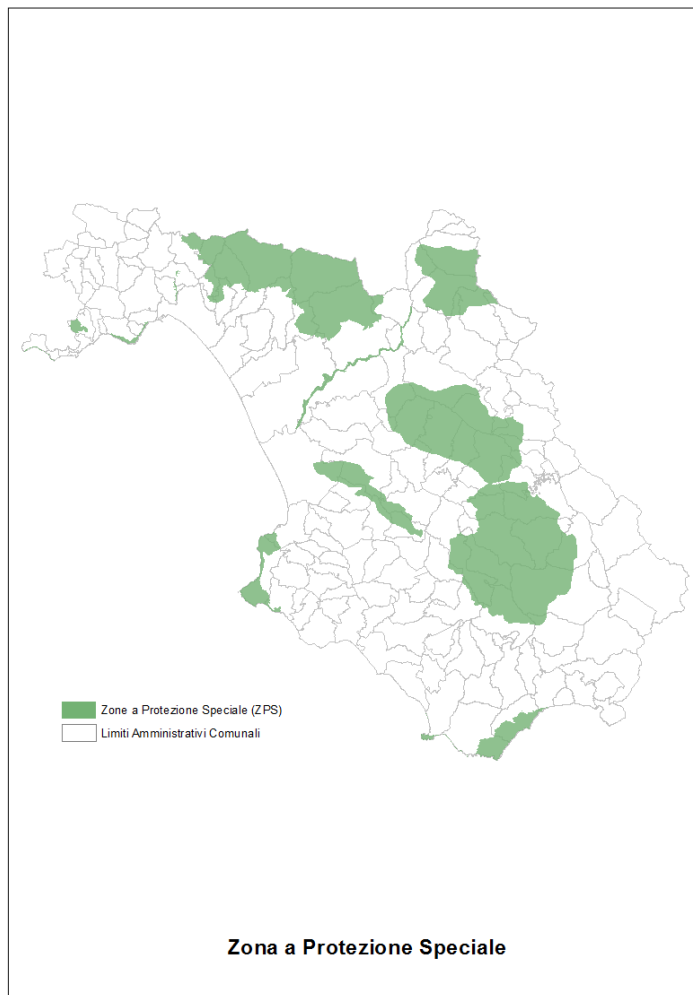 Zone a Protezione Speciale (ZPS)
Limiti Amministrativi Comunali
Zona a Protezione Speciale